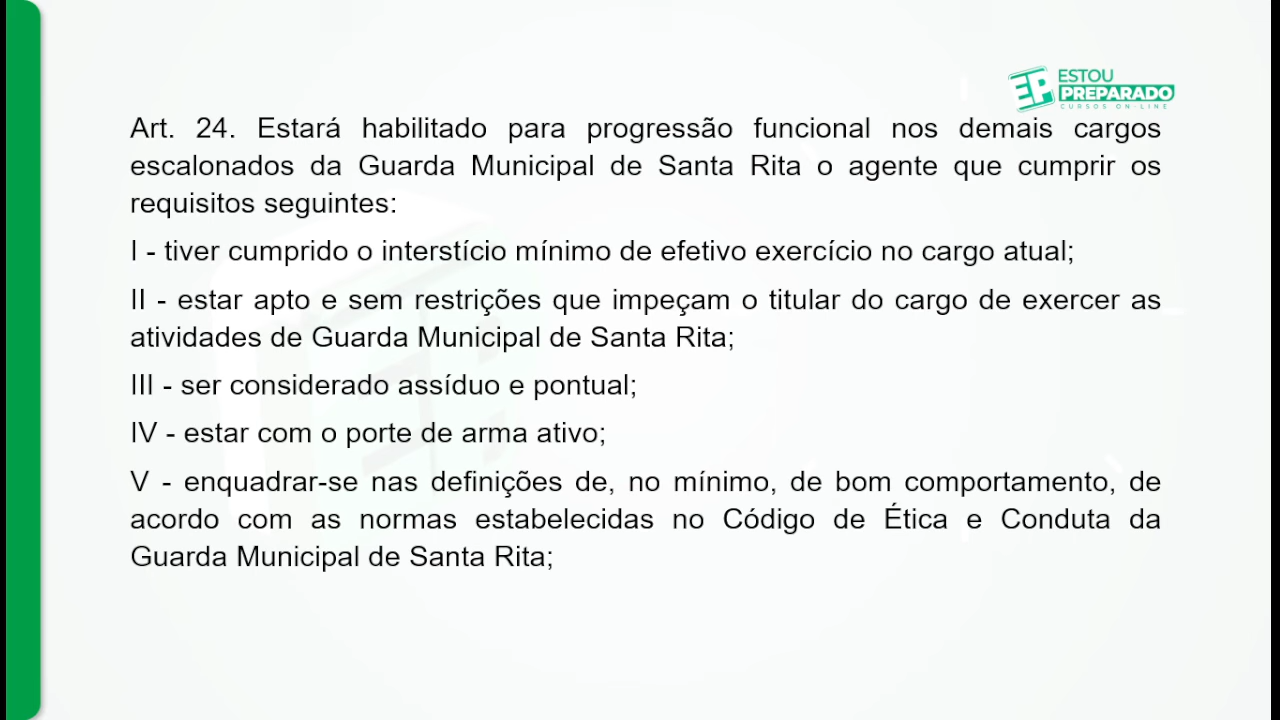 ESTOU
PREPARADO
CURSOS ON-LINE
Art. 24. Estará habilitado para progressão funcional nos demais cargos
escalonados da Guarda Municipal de Santa Rita o agente que cumprir os
requisitos seguintes:
I - tiver cumprido o interstício mínimo de efetivo exercício no cargo atual;
II - estar apto e sem restrições que impeçam o titular do cargo de exercer as
atividades de Guarda Municipal de Santa Rita;
III - ser considerado assíduo e pontual;
IV - estar com o porte de arma ativo;
V - enquadrar-se nas definições de, no mínimo, de bom comportamento, de
acordo com as normas estabelecidas no Código de Ética e Conduta da
Guarda Municipal de Santa Rita;